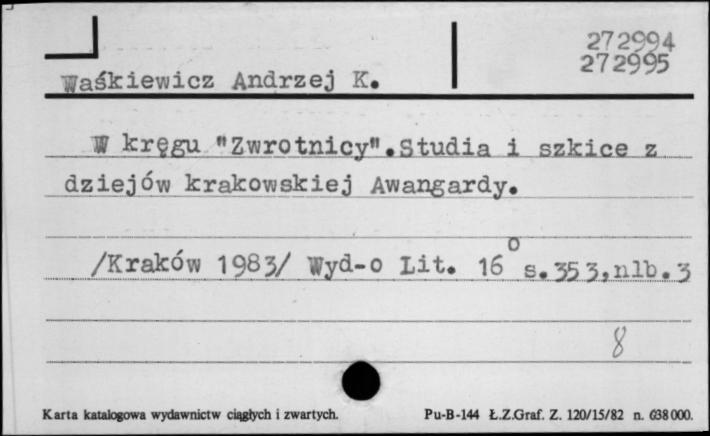 272994
272995
Waśkiewicz Andrzej K.
W kręgu "Zwrotnicy".Studia i szkice z
dziejów krakowskiej Awangardy.
/Kraków 1983/ Wyd-o Lit. 16° s.353,nlb.3
8
Karta katalogowa wydawnictw ciągłych i zwartych. Pu-B-144 Ł.Z.Graf. Z. 120/15/82 n. 638 000.